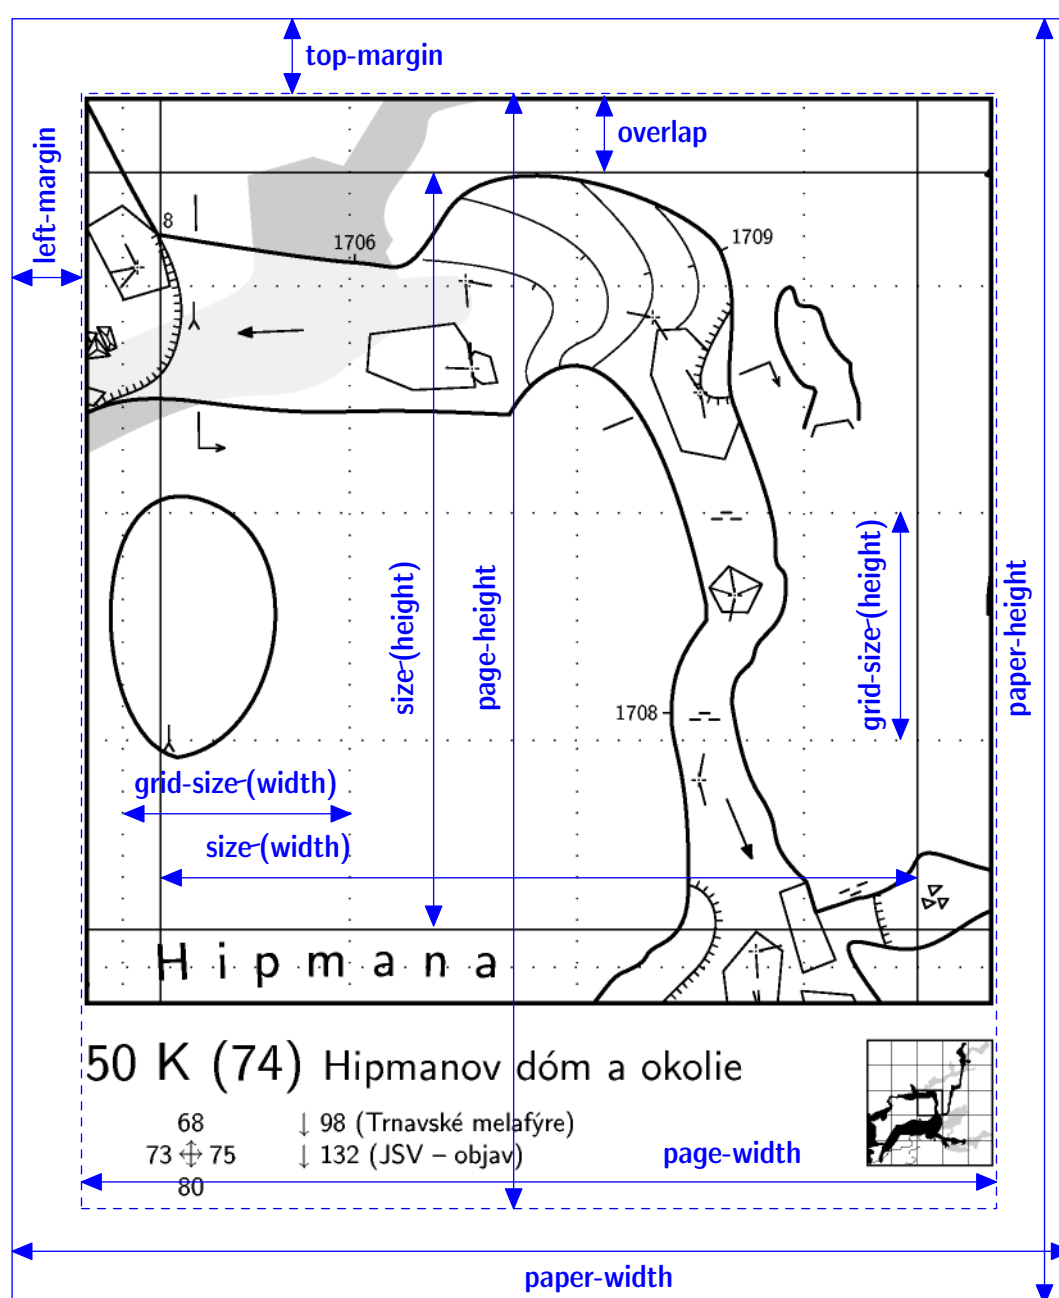 top-margin
overlap
left-margin
8
1706
1709
size (height)
page-height
grid-size (height)
paper-height
1708
grid-size (width)
size (width)
Hipmana
50 K (74) Hipmanov dóm a okolie
68 ↓ 98 (Trnavské melafýre)
73 75 ↓ 132 (JSV – objav)
page-width
80
paper-width